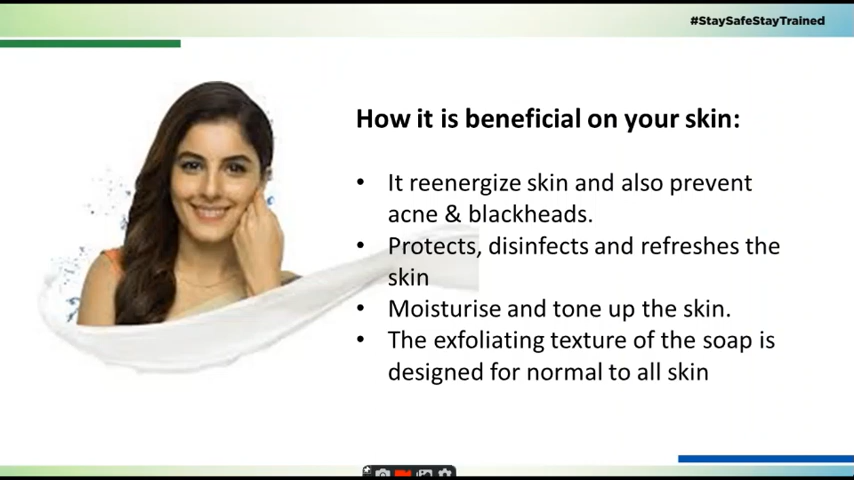 #StaySafeStayTrained
How it is beneficial on your skin:
• It reenergize skin and also prevent
acne & blackheads.
• Protects, disinfects and refreshes the
skin
• Moisturise and tone up the skin.
• The exfoliating texture of the soap is
designed for normal to all skin